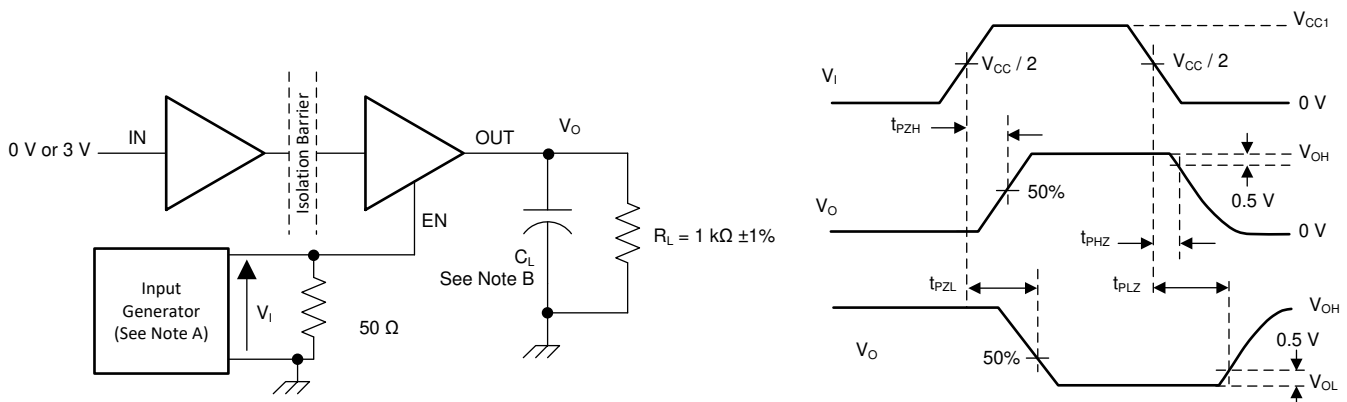 0 V or 3 V
IN
Isolation Barrier
OUT
V_O
EN
C_L
See Note B
R_L = 1 kΩ ±1%
Input
Generator
(See Note A)
V_I
50 Ω
V_CC1
V_I
V_CC / 2
V_CC / 2
0 V
t_PZH
V_OH
0.5 V
50%
V_O
0 V
t_PHZ
t_PZL
t_PLZ
V_OH
0.5 V
V_O
50%
V_OL